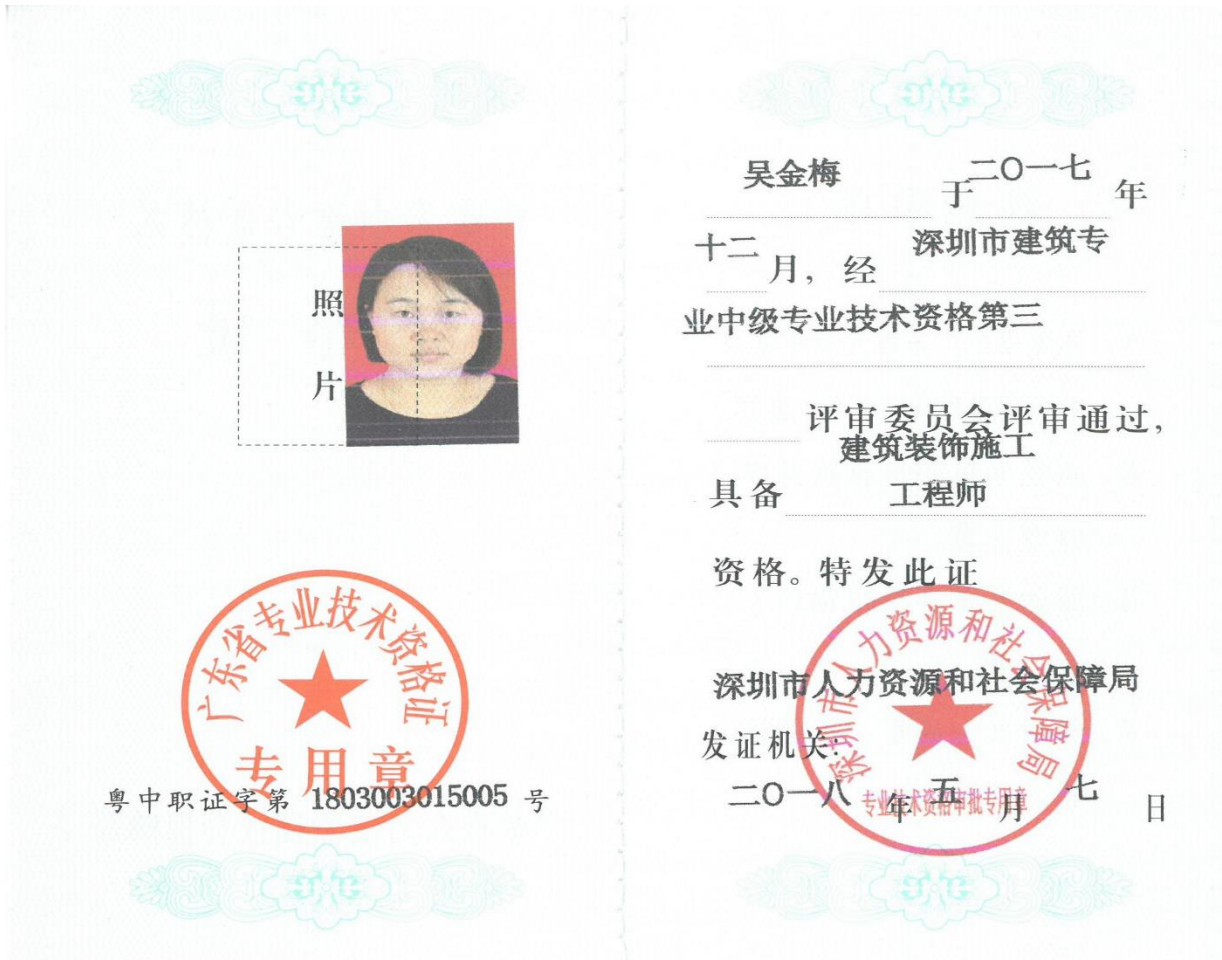 照
片
广东省专业技术资格证
专用章
粤中职证字第 1803003015005 号
吴金梅 于 二〇一七 年
十二 月，经 深圳市建筑专
业中级专业技术资格第三
评审委员会评审通过，
建筑装饰施工
具备 工程师
资格。特发此证
深圳市人力资源和社会保障局
深圳市人力资源和社会保障局
发证机关：
二〇一八 年 五 月 七 日
专业技术资格审批专用章